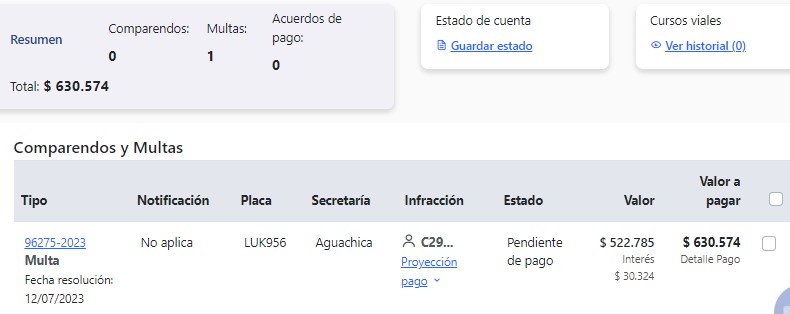 Resumen
Comparendos:
0
Multas:
1
Acuerdos de
pago:
0
Total: $ 630.574
Estado de cuenta
Guardar estado
Cursos viales
Ver historial (0)
Comparendos y Multas
Tipo Notificación Placa Secretaría Infracción Estado Valor Valor a
pagar
96275-2023
Multa
Fecha resolución:
12/07/2023
No aplica
LUK956
Aguachica
C29...
Proyección
pago
Pendiente
de pago
$ 522.785
Interés
$ 30.324
$ 630.574
Detalle Pago